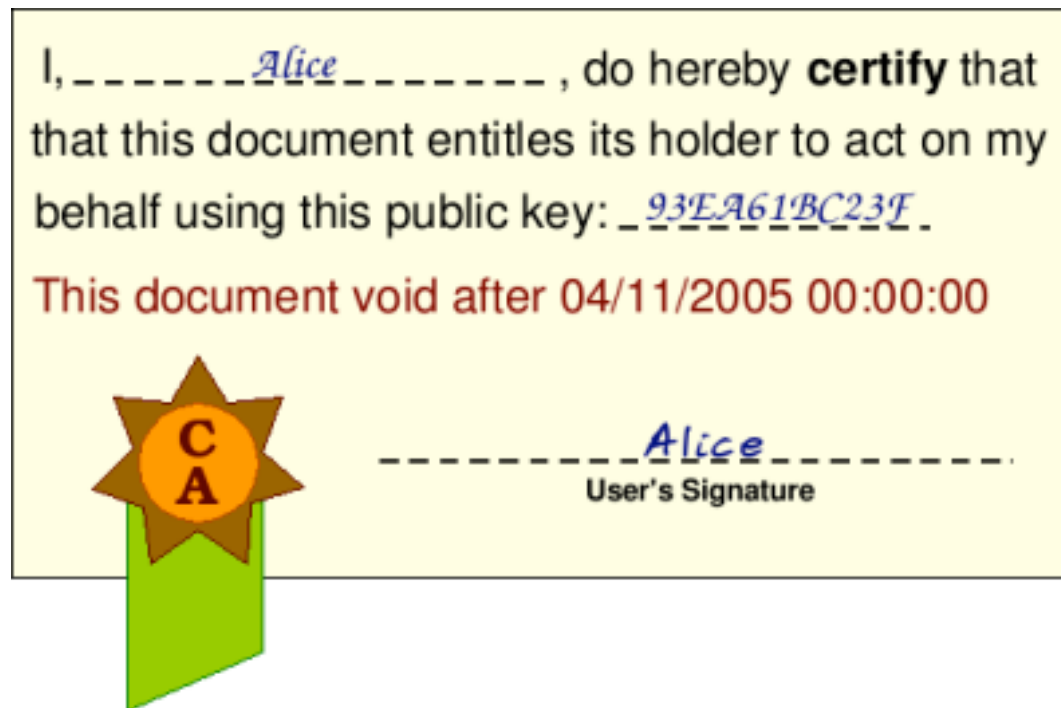 I, Alice, do hereby certify that
that this document entitles its holder to act on my
behalf using this public key: 93EA61BC23F
This document void after 04/11/2005 00:00:00
C
A
Alice
User's Signature